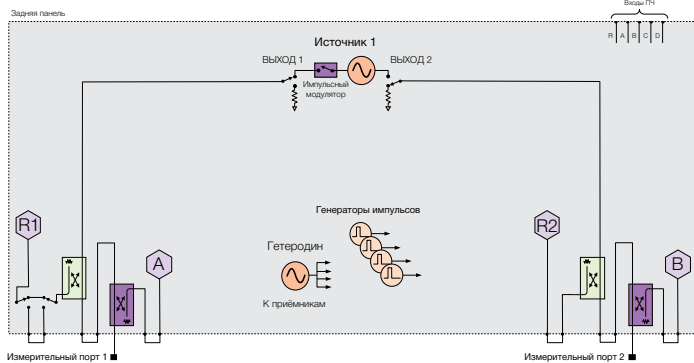 Входы ПЧ
Задняя панель
R A B C D
Источник 1
ВЫХОД 1
ВЫХОД 2
Импульсный
модулятор
Генераторы импульсов
R1
R2
Гетеродин
A
B
К приёмникам
Измерительный порт 1
Измерительный порт 2